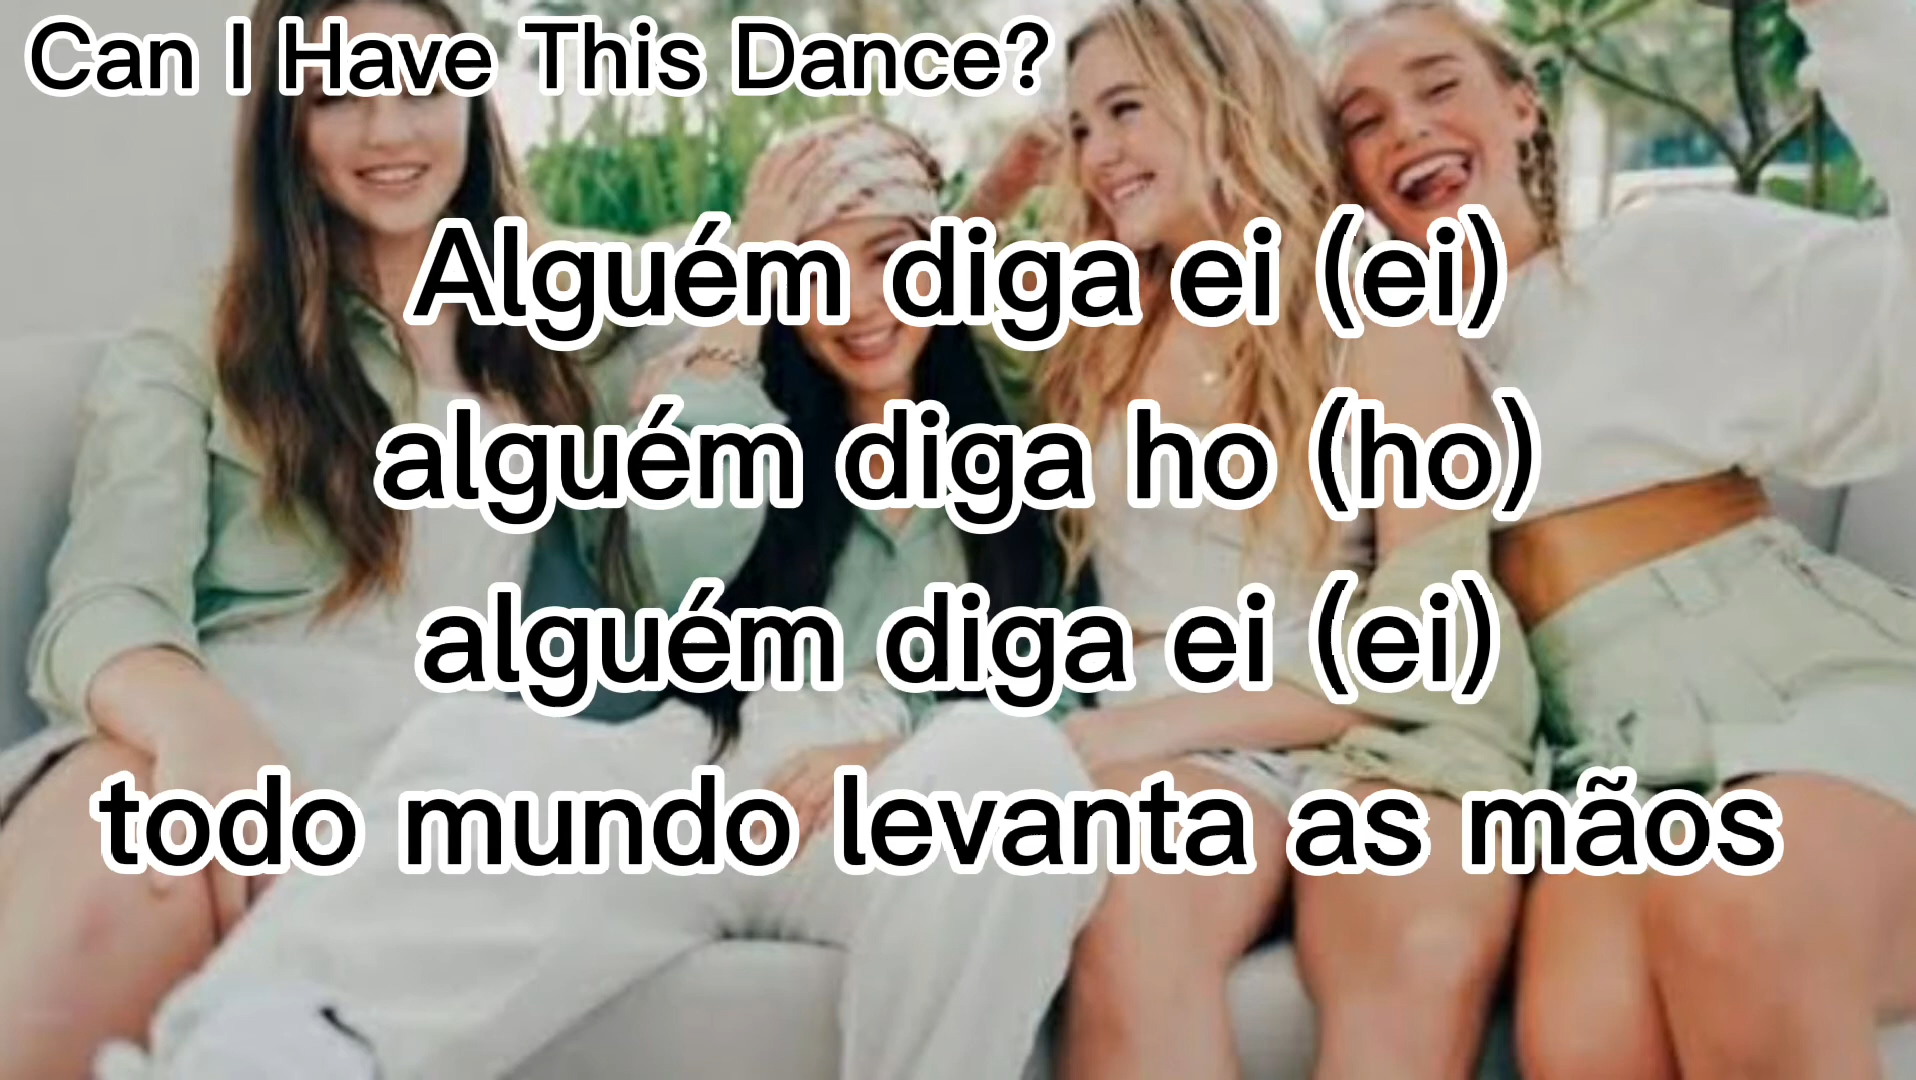 Can I Have This Dance?
Alguém diga ei (ei)
alguém diga ho (ho)
alguém diga ei (ei)
todo mundo levanta as mãos